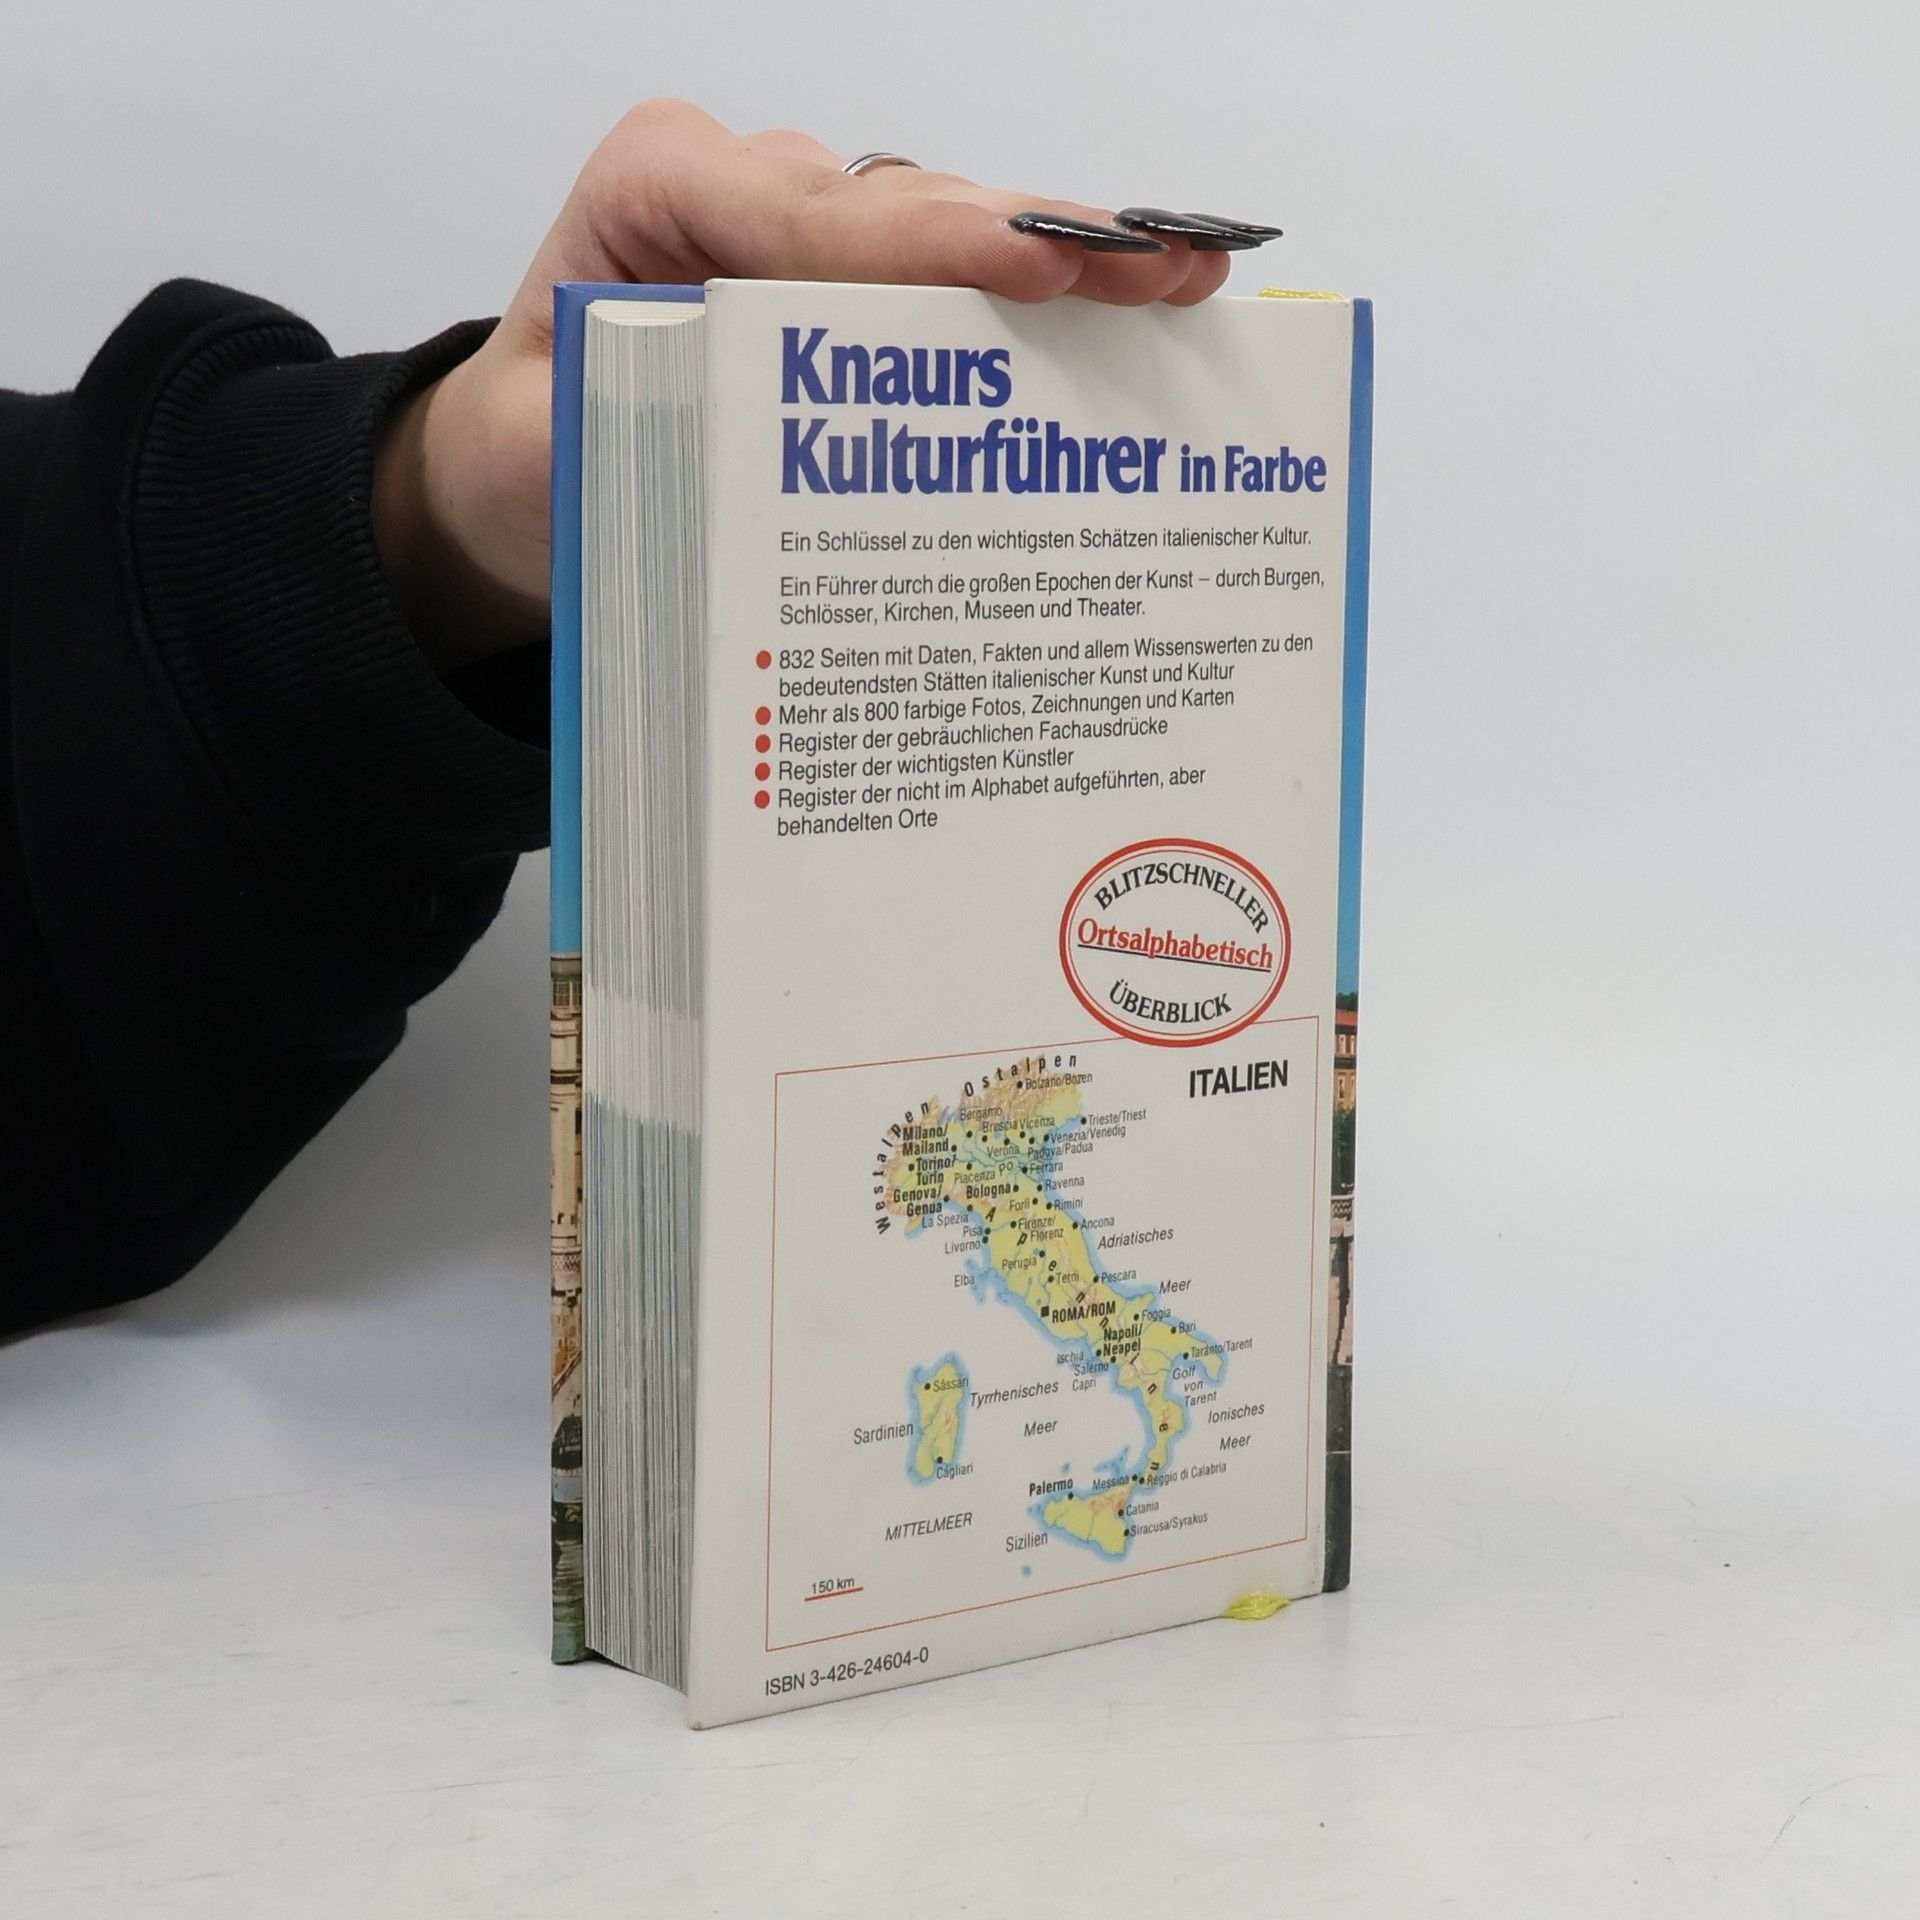 Knaurs
Kulturführer in Farbe
Ein Schlüssel zu den wichtigsten Schätzen italienischer Kultur.
Ein Führer durch die großen Epochen der Kunst – durch Burgen,
Schlösser, Kirchen, Museen und Theater.
● 832 Seiten mit Daten, Fakten und allem Wissenswerten zu den
bedeutendsten Stätten italienischer Kunst und Kultur
● Mehr als 800 farbige Fotos, Zeichnungen und Karten
● Register der gebräuchlichen Fachausdrücke
● Register der wichtigsten Künstler
● Register der nicht im Alphabet aufgeführten, aber
behandelten Orte
BLITZSCHNELLER
Ortsalphabetisch
ÜBERBLICK
ITALIEN
Westalpen
Ostalpen
Bolzano/Bozen
Bergamo
Brescia
Vicenza
Trieste/Triest
Milano/
Mailand
Verona
Venezia/Venedig
Padova/Padua
Torino/
Turin
Piacenza
Po
Ferrara
Genova/
Genua
Bologna
Ravenna
La Spezia
Forlì
Rimini
Pisa
Firenze/
Florenz
Ancona
Livorno
Adriatisches
Meer
Perugia
Elba
Terni
Pescara
Apenninen
ROMA/ROM
Foggia
Napoli/
Neapel
Bari
Ischia
Salerno
Capri
Taranto/Tarent
Golf
von
Tarent
Sássari
Tyrrhenisches
Meer
Ionisches
Meer
Sardinien
Cágliari
Palermo
Messina
Reggio di Calabria
Catania
Siracusa/Syrakus
Sizilien
MITTELMEER
150 km
ISBN 3-426-24604-0